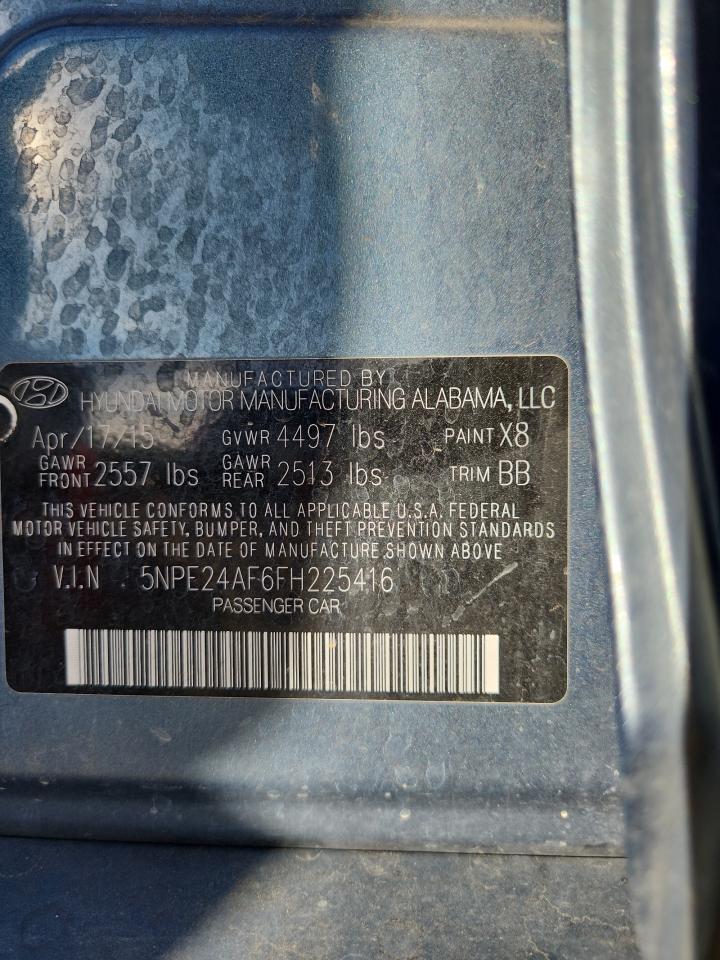 MANUFACTURED BY
HYUNDAI MOTOR MANUFACTURING ALABAMA, LLC
Apr/17/15 GVWR 4497 lbs PAINT X8
GAWR FRONT 2557 lbs GAWR REAR 2513 lbs TRIM BB
THIS VEHICLE CONFORMS TO ALL APPLICABLE U.S.A. FEDERAL
MOTOR VEHICLE SAFETY, BUMPER, AND THEFT PREVENTION STANDARDS
IN EFFECT ON THE DATE OF MANUFACTURE SHOWN ABOVE
V.I.N 5NPE24AF6FH225416
PASSENGER CAR